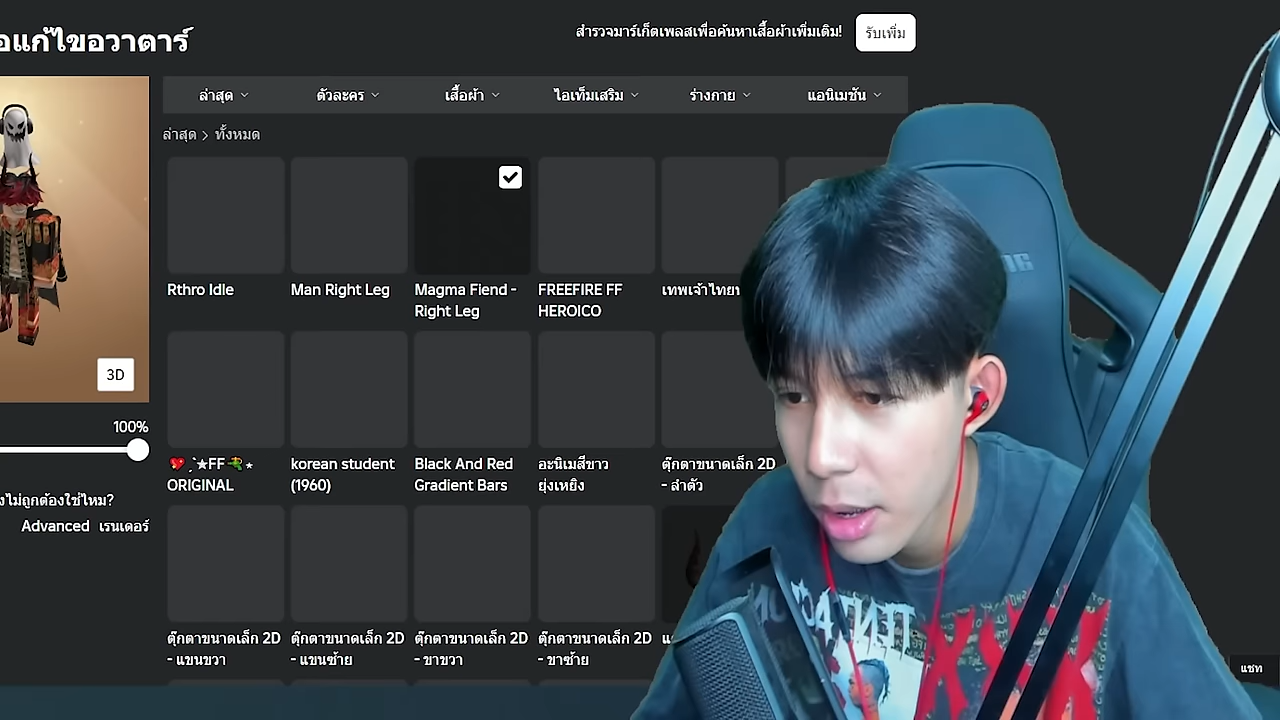 สำรวจมาร์เก็ตเพลสเพื่อค้นหาเสื้อผ้าเพิ่มเติม! รับเพิ่ม
อแก้ไขอวาตาร์
ล่าสุด ตัวละคร เสื้อผ้า ไอเท็มเสริม ร่างกาย แอนิเมชัน
ล่าสุด > ทั้งหมด
Rthro Idle
Man Right Leg
Magma Fiend -
Right Leg
FREEFIRE FF
HEROICO
เทพเจ้าไทย
3D
100%
ORIGINAL
korean student
(1960)
Black And Red
Gradient Bars
อะนิเมสีขาว
ยุ่งเหยิง
ตุ๊กตาขนาดเล็ก 2D
- ลำตัว
งไม่ถูกต้องใช่ไหม?
Advanced เรนเดอร์
ตุ๊กตาขนาดเล็ก 2D
- แขนขวา
ตุ๊กตาขนาดเล็ก 2D
- แขนซ้าย
ตุ๊กตาขนาดเล็ก 2D
- ขาขวา
ตุ๊กตาขนาดเล็ก 2D
- ขาซ้าย
แชท